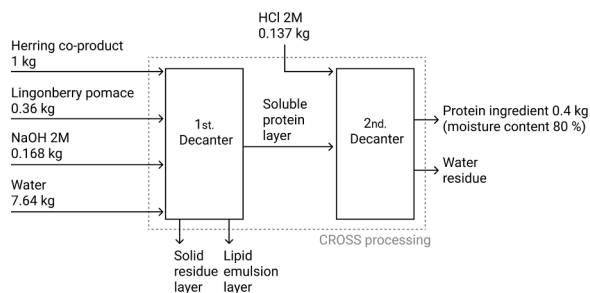 HCl 2M
0.137 kg
Herring co-product
1 kg
Lingonberry pomace
0.36 kg
NaOH 2M
0.168 kg
Water
7.64 kg
1st.
Decanter
Soluble
protein
layer
2nd.
Decanter
Protein ingredient 0.4 kg
(moisture content 80 %)
Water
residue
CROSS processing
Solid
residue
layer
Lipid
emulsion
layer